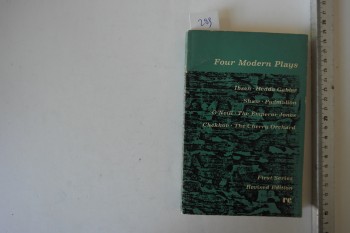 289
Four Modern Plays
Ibsen · Hedda Gabler
Shaw · Pygmalion
O'Neill · The Emperor Jones
Chekhov · The Cherry Orchard
First Series
Revised Edition